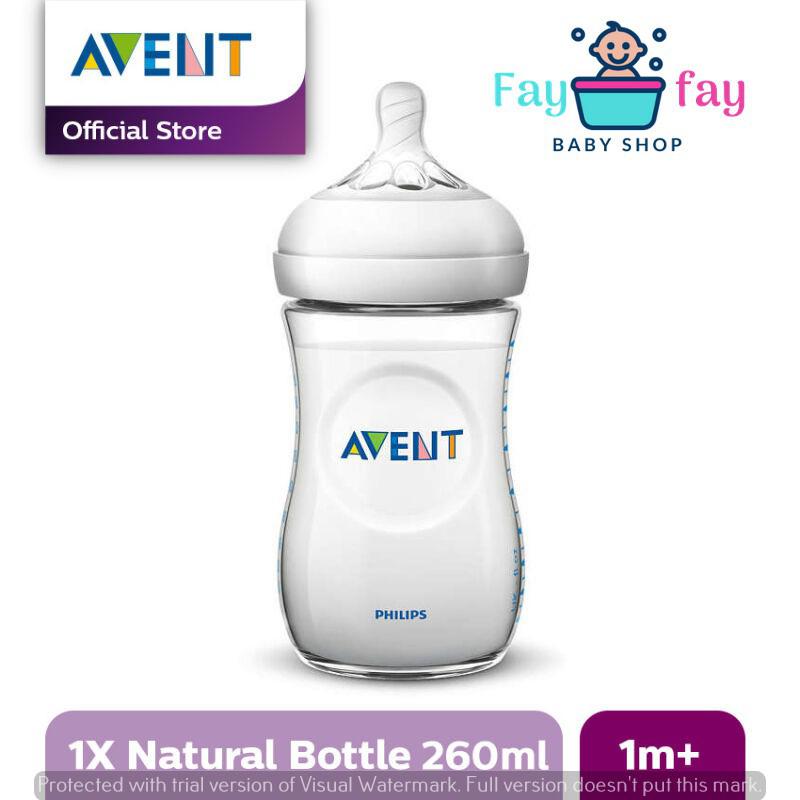 AVENT
Official Store
Fay fay
BABY SHOP
AVENT
PHILIPS
1X Natural Bottle 260ml
1m+
Protected with trial version of Visual Watermark. Full version doesn't put this mark.